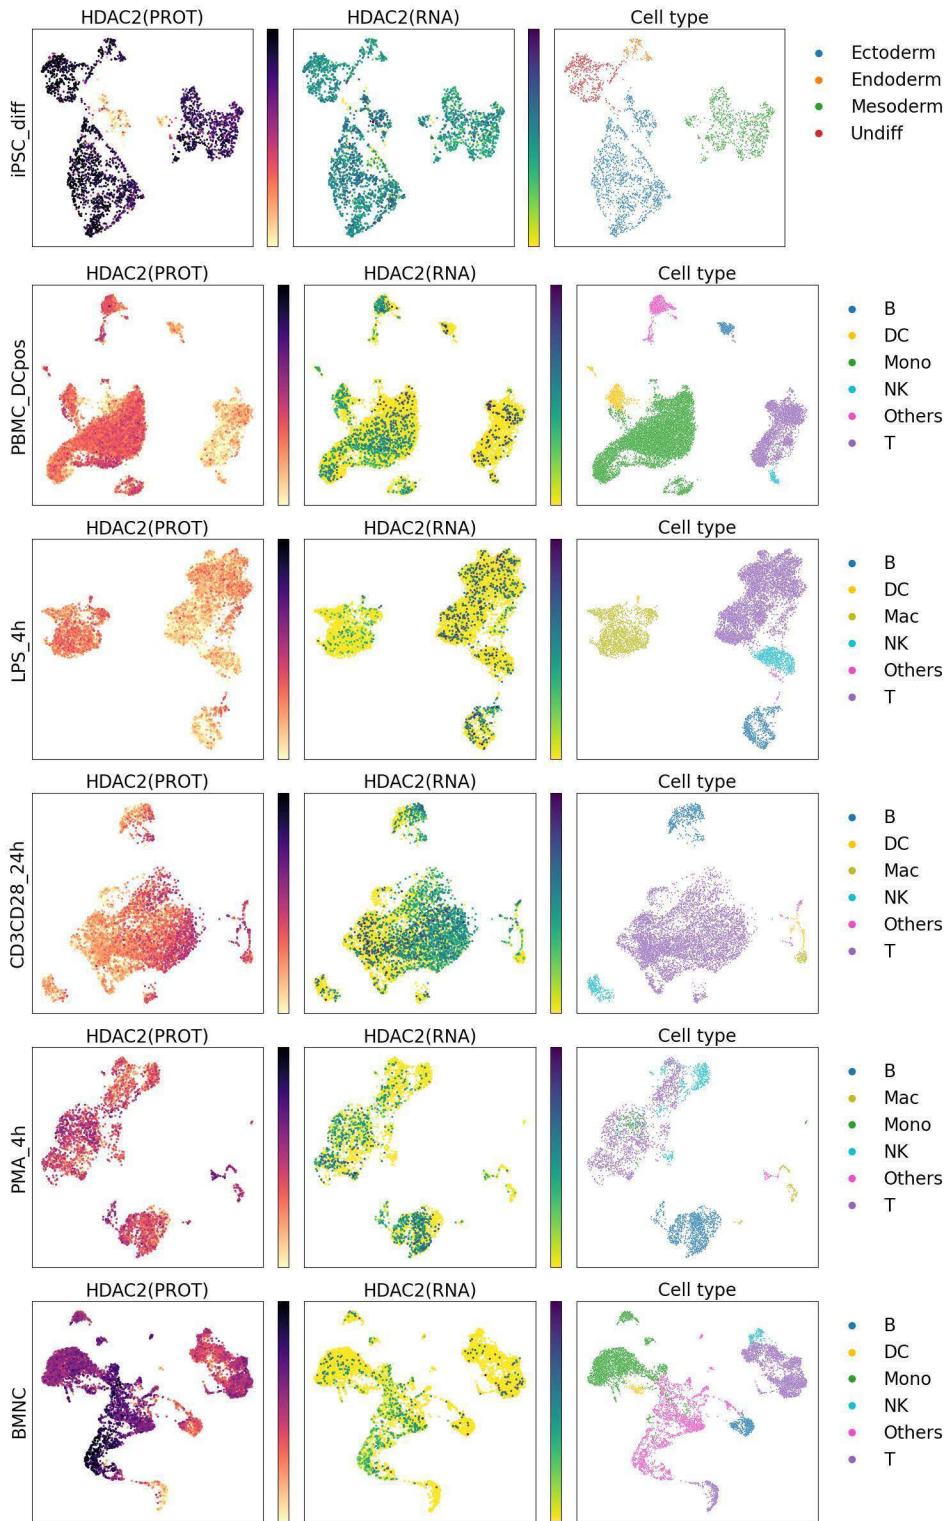 HDAC2(PROT) HDAC2(RNA) Cell type
iPSC_diff
Ectoderm
Endoderm
Mesoderm
Undiff
HDAC2(PROT) HDAC2(RNA) Cell type
PBMC_DCpos
B
DC
Mono
NK
Others
T
HDAC2(PROT) HDAC2(RNA) Cell type
LPS_4h
B
DC
Mac
NK
Others
T
HDAC2(PROT) HDAC2(RNA) Cell type
CD3CD28_24h
B
DC
Mac
NK
Others
T
HDAC2(PROT) HDAC2(RNA) Cell type
PMA_4h
B
Mac
Mono
NK
Others
T
HDAC2(PROT) HDAC2(RNA) Cell type
BMNC
B
DC
Mono
NK
Others
T